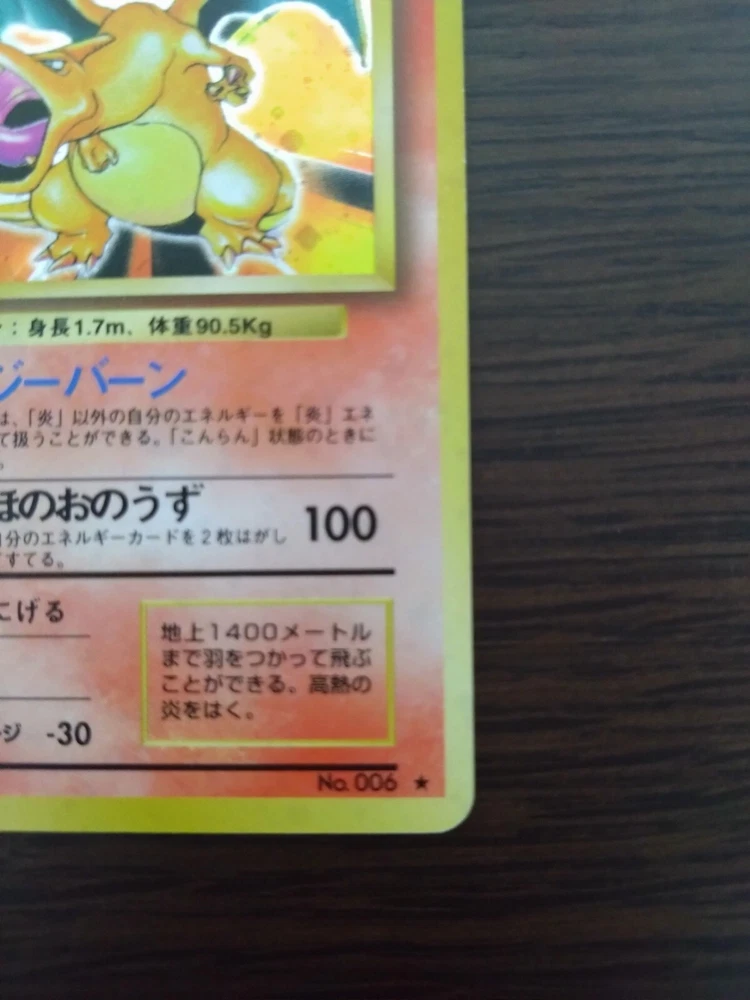 ：身長1.7m、体重90.5Kg
ジーバーン
は、「炎」以外の自分のエネルギーを「炎」エネ
て扱うことができる。「こんらん」状態のときに
。
ほのおのうず 100
自分のエネルギーカードを2枚はがし
すてる。
にげる
地上1400メートル
まで羽をつかって飛ぶ
ことができる。高熱の
炎をはく。
ージ -30
No.006 ★